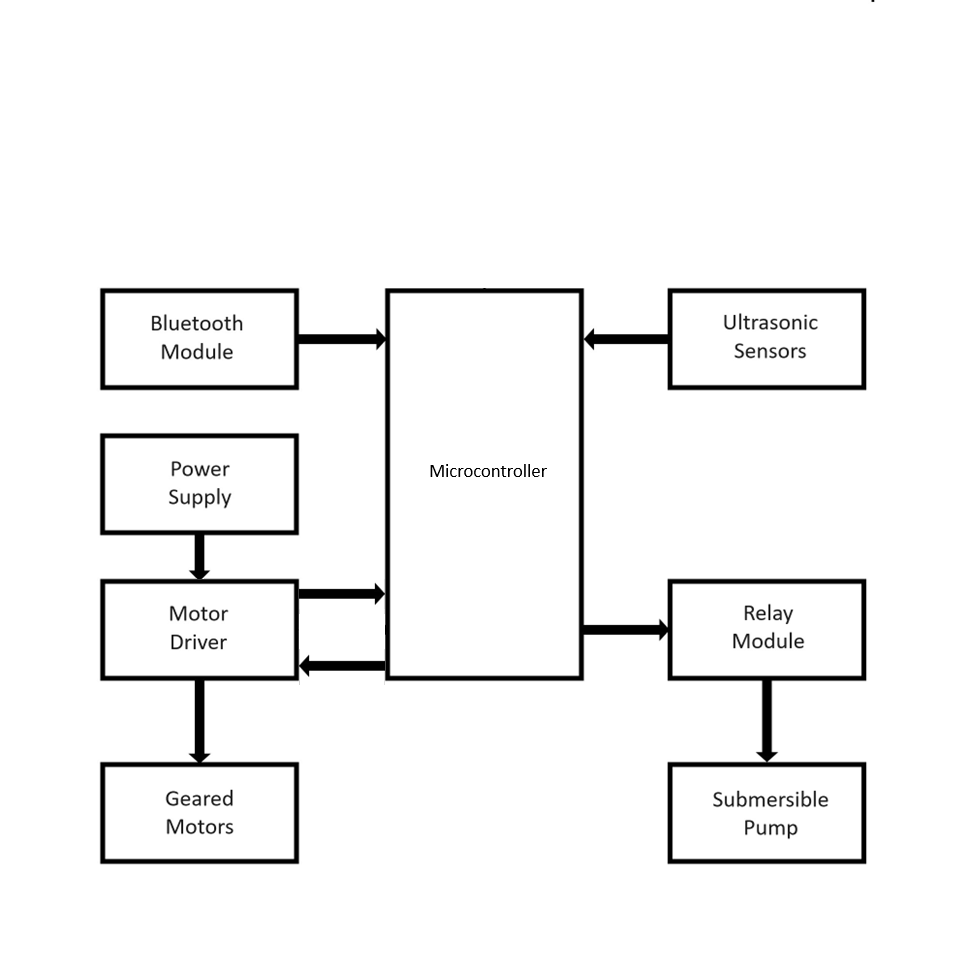 Bluetooth
Module
Ultrasonic
Sensors
Power
Supply
Microcontroller
Motor
Driver
Relay
Module
Geared
Motors
Submersible
Pump